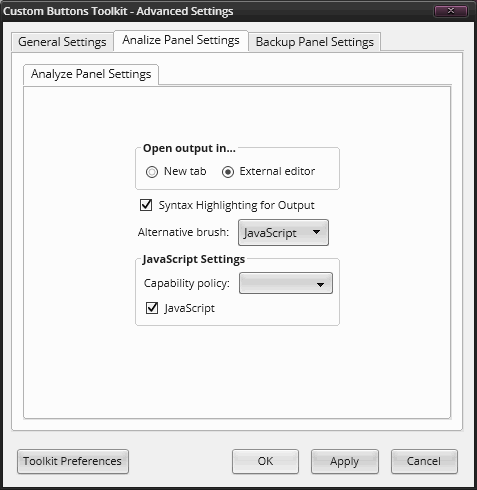 Custom Buttons Toolkit - Advanced Settings
General Settings Analize Panel Settings Backup Panel Settings
Analyze Panel Settings
Open output in...
New tab External editor
Syntax Highlighting for Output
Alternative brush: JavaScript
JavaScript Settings
Capability policy:
JavaScript
Toolkit Preferences OK Apply Cancel